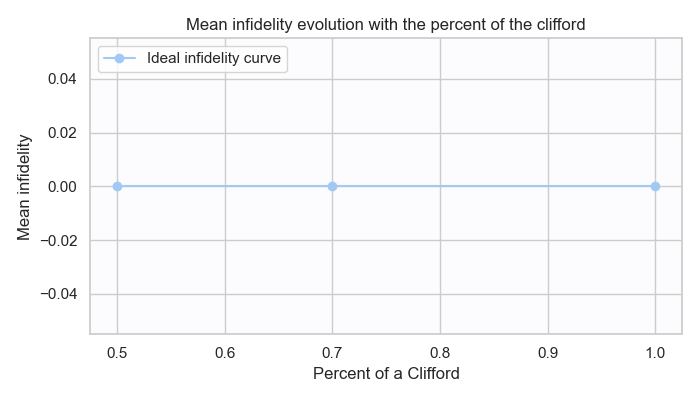 Mean infidelity evolution with the percent of the clifford
Ideal infidelity curve
0.04
0.02
0.00
−0.02
−0.04
Mean infidelity
0.5 0.6 0.7 0.8 0.9 1.0
Percent of a Clifford